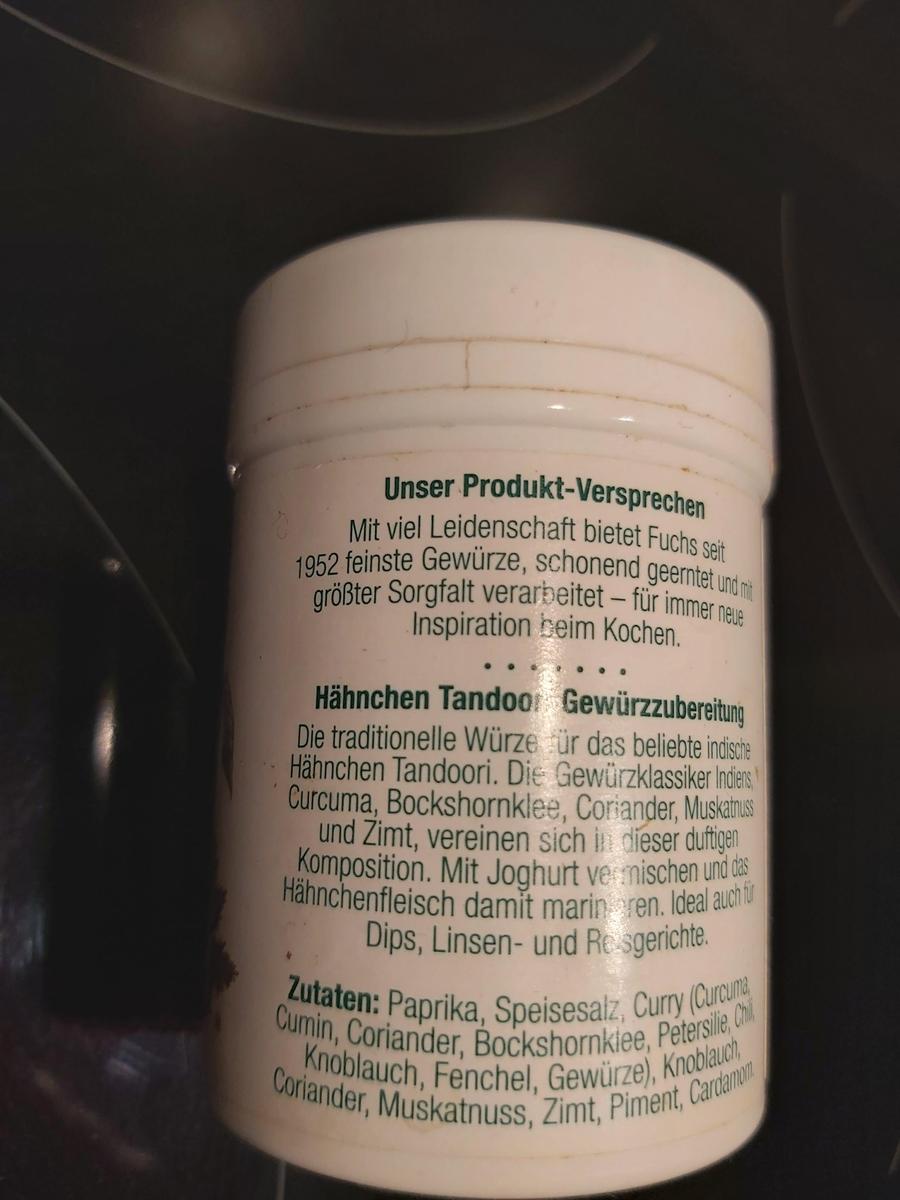 Unser Produkt-Versprechen
Mit viel Leidenschaft bietet Fuchs seit
1952 feinste Gewürze, schonend geerntet und mit
größter Sorgfalt verarbeitet – für immer neue
Inspiration beim Kochen.
Hähnchen Tandoori Gewürzzubereitung
Die traditionelle Würze für das beliebte indische
Hähnchen Tandoori. Die Gewürzklassiker Indiens,
Curcuma, Bockshornklee, Coriander, Muskatnuss
und Zimt, vereinen sich in dieser duftigen
Komposition. Mit Joghurt vermischen und das
Hähnchenfleisch damit marinieren. Ideal auch für
Dips, Linsen- und Reisgerichte.
Zutaten: Paprika, Speisesalz, Curry (Curcuma,
Cumin, Coriander, Bockshornklee, Petersilie, Chili,
Knoblauch, Fenchel, Gewürze), Knoblauch,
Coriander, Muskatnuss, Zimt, Piment, Cardamom.